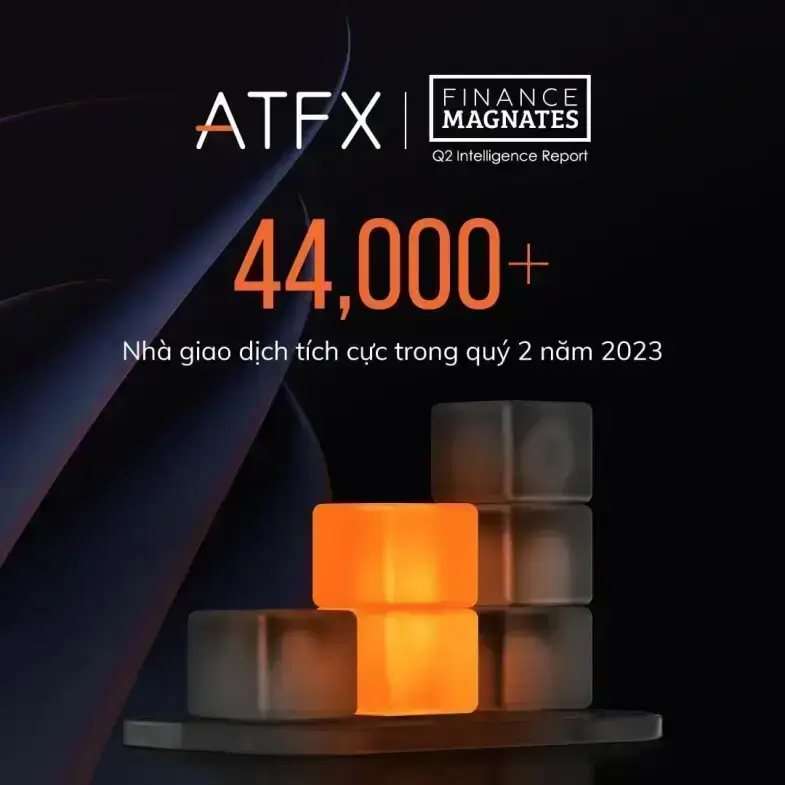 ATFX
FINANCE
MAGNATES
Q2 Intelligence Report
44,000+
Nhà giao dịch tích cực trong quý 2 năm 2023